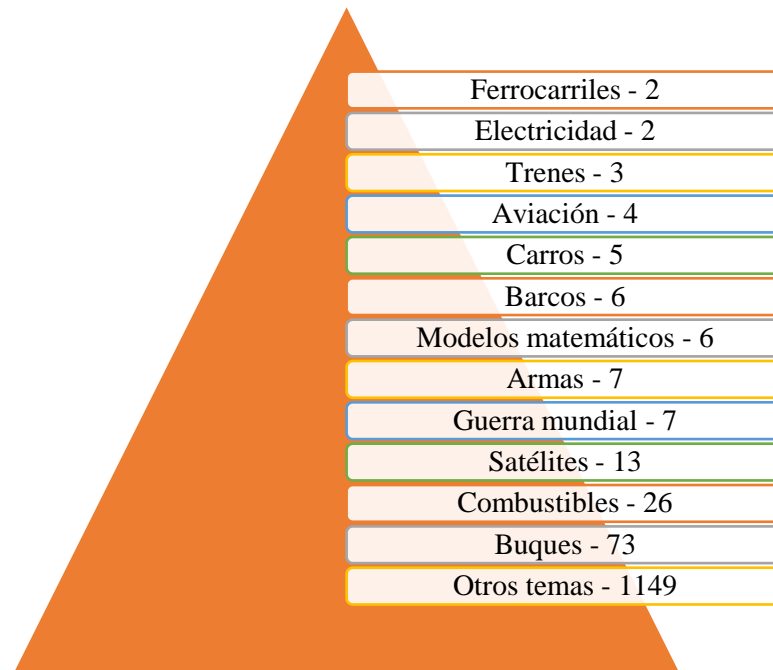 Ferrocarriles - 2
Electricidad - 2
Trenes - 3
Aviación - 4
Carros - 5
Barcos - 6
Modelos matemáticos - 6
Armas - 7
Guerra mundial - 7
Satélites - 13
Combustibles - 26
Buques - 73
Otros temas - 1149